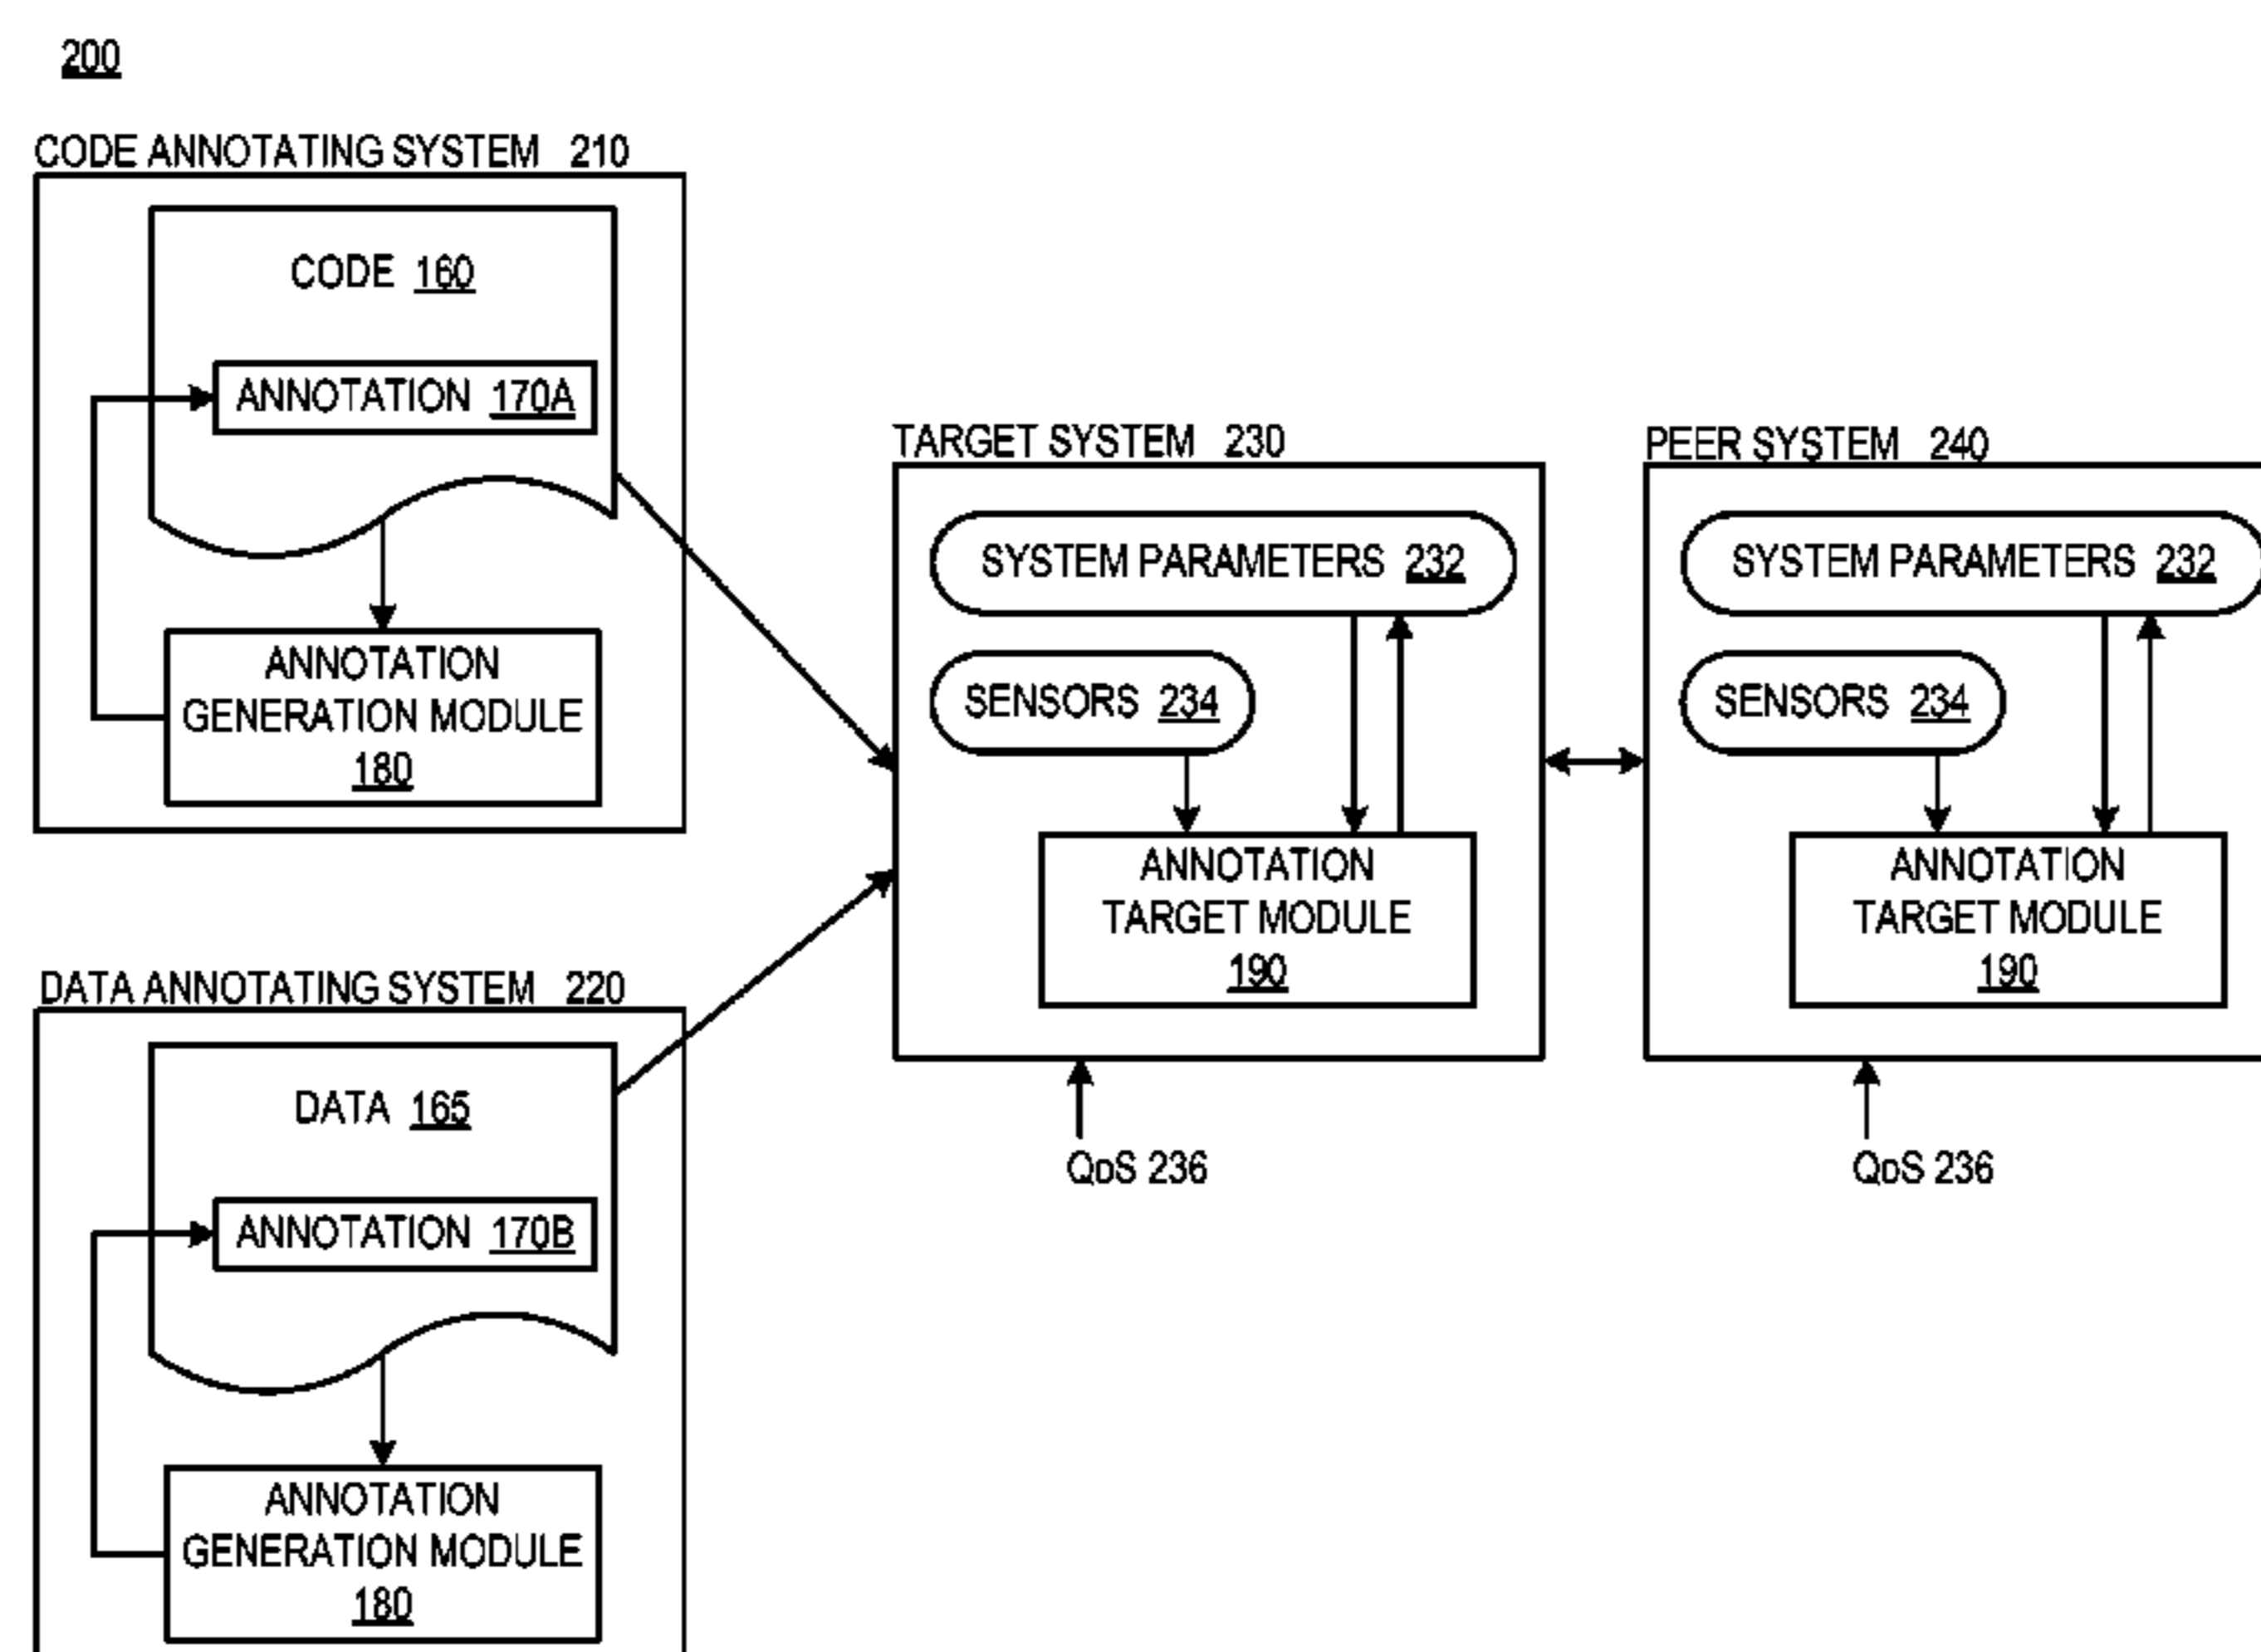 200
CODE ANNOTATING SYSTEM 210
CODE 160
ANNOTATION 170A
ANNOTATION
GENERATION MODULE
180
DATA ANNOTATING SYSTEM 220
DATA 165
ANNOTATION 170B
ANNOTATION
GENERATION MODULE
180
TARGET SYSTEM 230
SYSTEM PARAMETERS 232
SENSORS 234
ANNOTATION
TARGET MODULE
190
QoS 236
PEER SYSTEM 240
SYSTEM PARAMETERS 232
SENSORS 234
ANNOTATION
TARGET MODULE
190
QoS 236